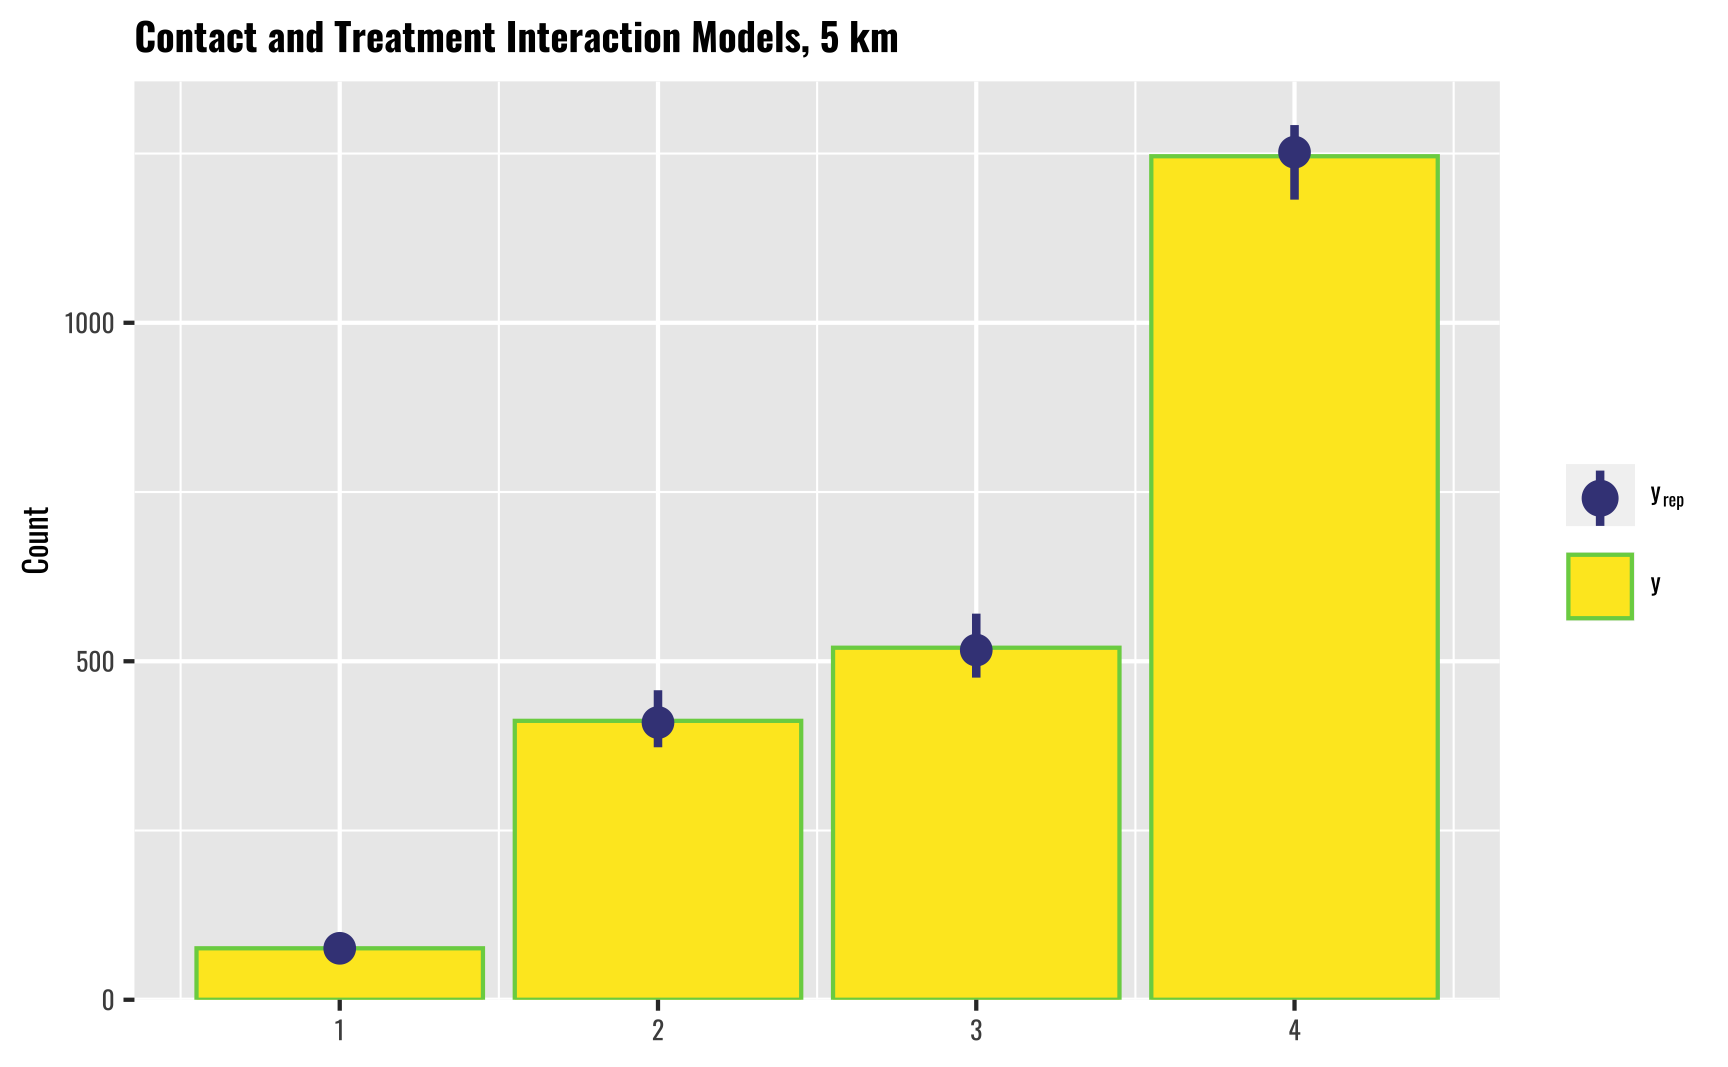 Contact and Treatment Interaction Models, 5 km
Count
1000
500
0
1 2 3 4
y rep
y